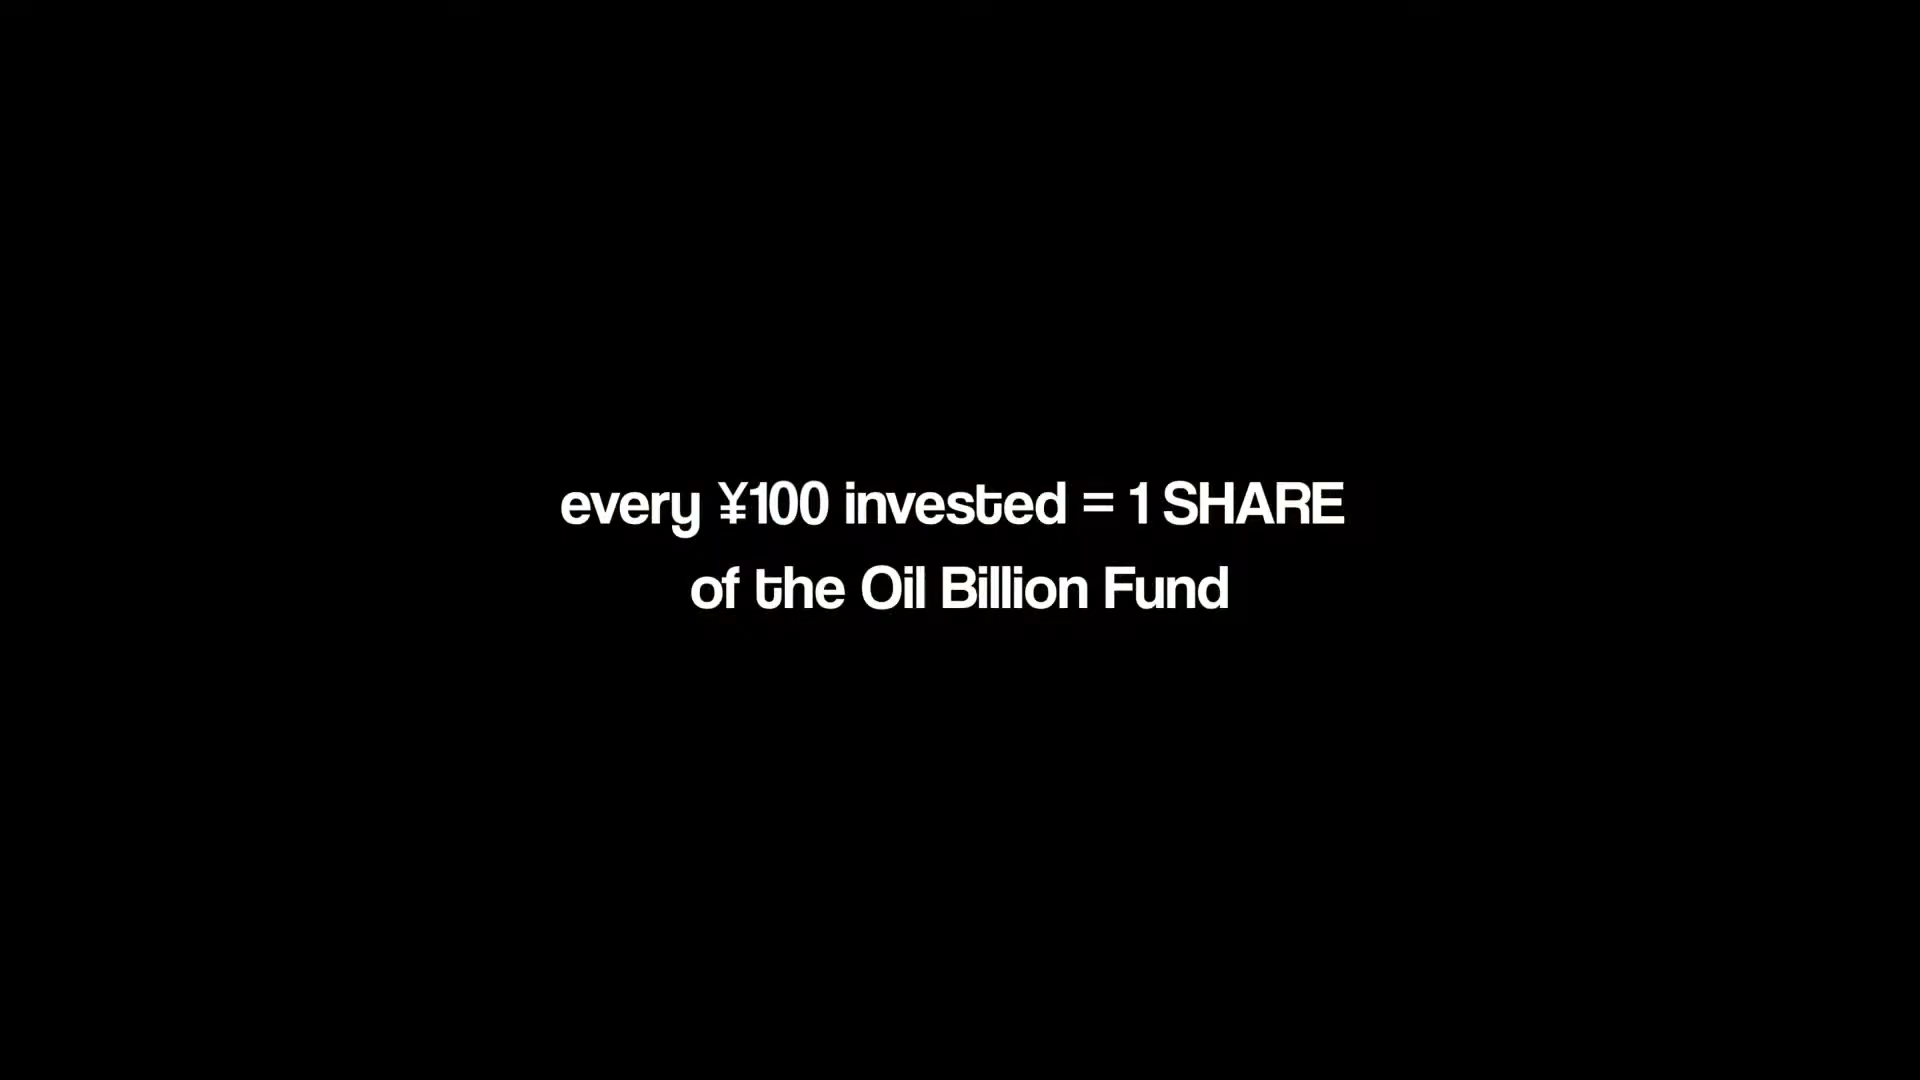 every ¥100 invested = 1 SHARE
of the Oil Billion Fund